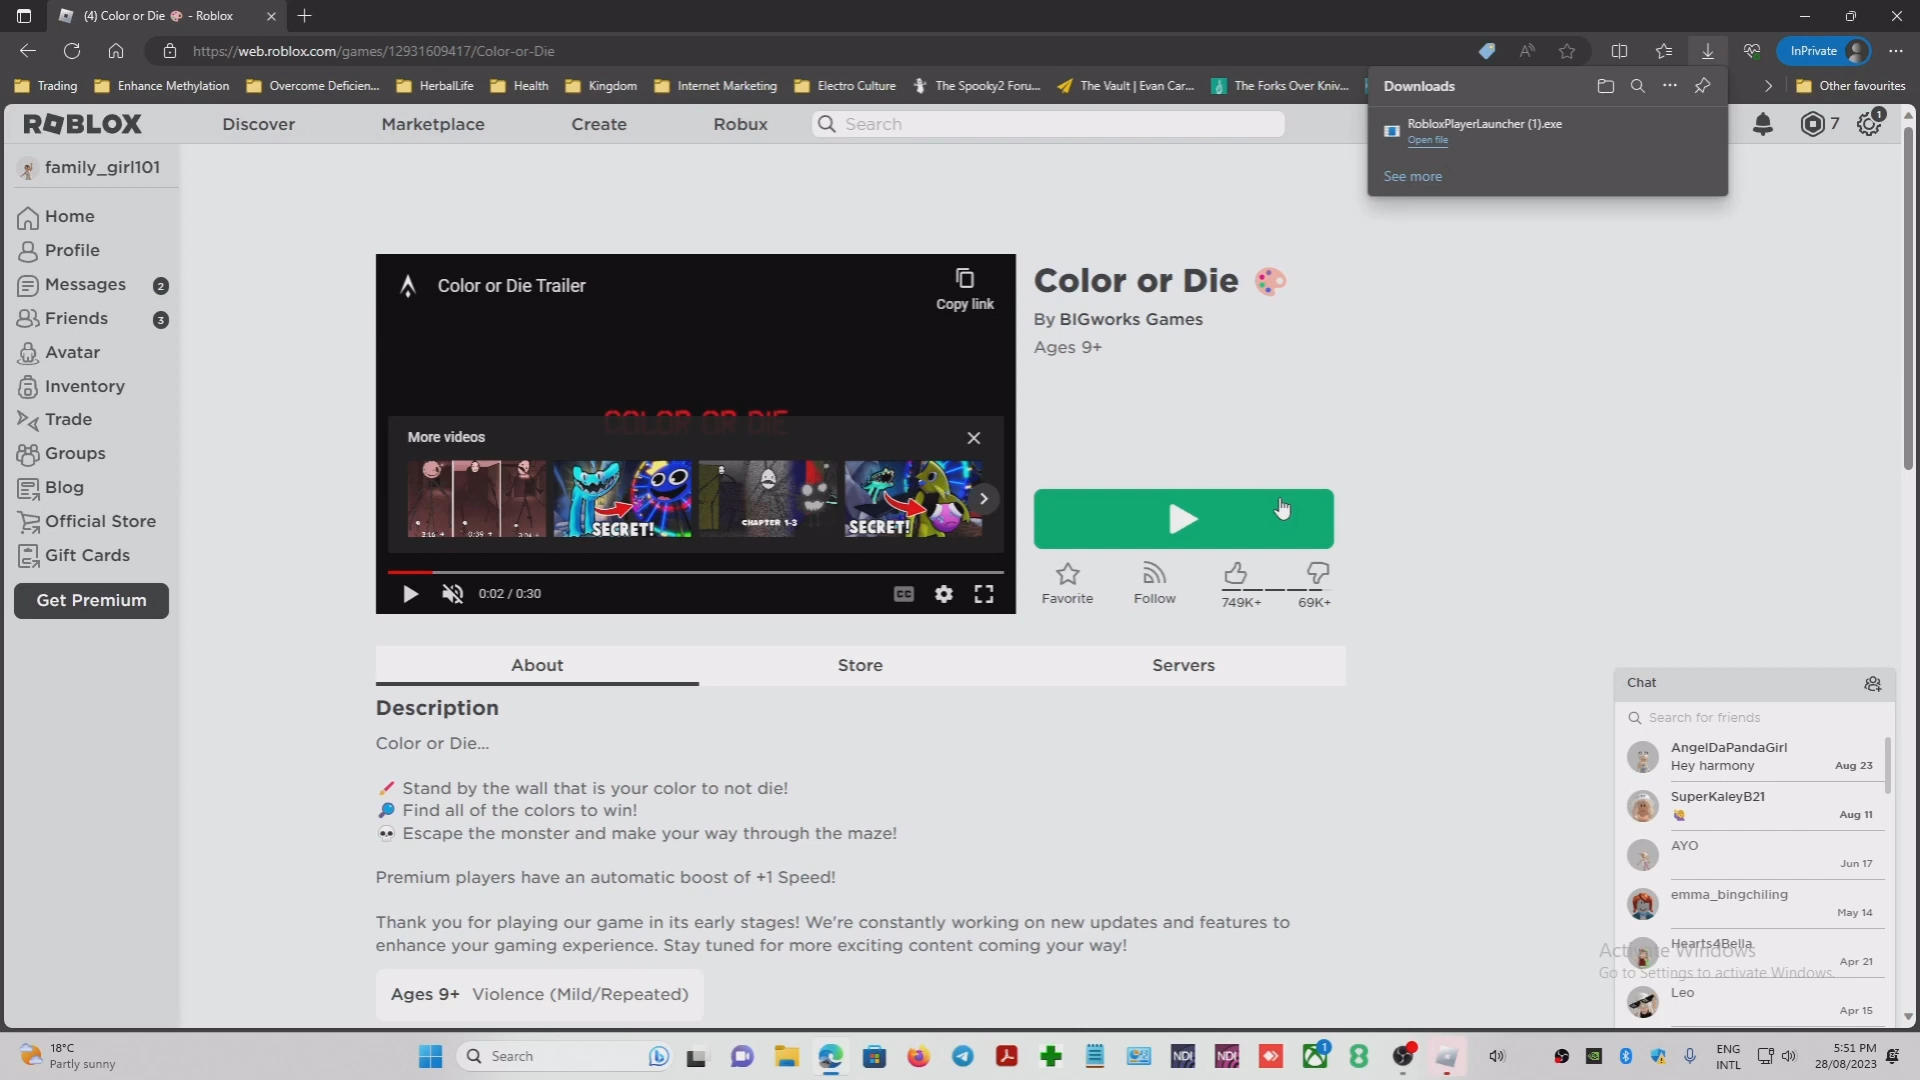 (4) Color or Die 🎨 - Roblox
https://web.roblox.com/games/12931609417/Color-or-Die
InPrivate
Trading
Enhance Methylation
Overcome Deficien...
HerbalLife
Health
Kingdom
Internet Marketing
Electro Culture
The Spooky2 Foru...
The Vault | Evan Car...
The Forks Over Kniv...
Other favourites
Downloads
RobloxPlayerLauncher (1).exe
Open file
See more
ROBLOX
Discover
Marketplace
Create
Robux
Search
7
1
family_girl101
Home
Profile
Messages 2
Friends 3
Avatar
Inventory
Trade
Groups
Blog
Official Store
Gift Cards
Get Premium
Color or Die Trailer
Copy link
COLOR OR DIE
More videos
SECRET!
CHAPTER 1-3
SECRET!
0:02 / 0:30
CC
Color or Die 🎨
By BIGworks Games
Ages 9+
Favorite
Follow
749K+
69K+
About
Store
Servers
Description
Color or Die...
🖌️ Stand by the wall that is your color to not die!
🔎 Find all of the colors to win!
💀 Escape the monster and make your way through the maze!
Premium players have an automatic boost of +1 Speed!
Thank you for playing our game in its early stages! We're constantly working on new updates and features to
enhance your gaming experience. Stay tuned for more exciting content coming your way!
Ages 9+ Violence (Mild/Repeated)
Chat
Search for friends
AngelDaPandaGirl
Hey harmony Aug 23
SuperKaleyB21
Aug 11
AYO
Jun 17
emma_bingchiling
May 14
Hearts4Bella
Apr 21
Leo
Apr 15
Activate Windows
Go to Settings to activate Windows.
18°C
Partly sunny
Search
NDI
NDI
1
ENG
INTL
5:51 PM
28/08/2023